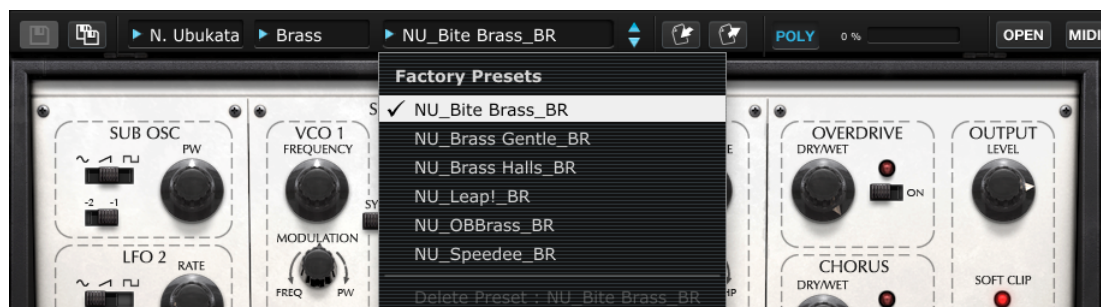 N. Ubukata Brass NU_Bite Brass_BR POLY 0 % OPEN MIDI
Factory Presets
NU_Bite Brass_BR
NU_Brass Gentle_BR
NU_Brass Halls_BR
NU_Leap!_BR
NU_OBBrass_BR
NU_Speedee_BR
Delete Preset : NU_Bite Brass_BR
SUB OSC
PW
-2 -1
LFO 2
RATE
VCO 1
FREQUENCY
MODULATION
FREQ PW
OVERDRIVE
DRY/WET
ON
CHORUS
DRY/WET
OUTPUT
LEVEL
SOFT CLIP